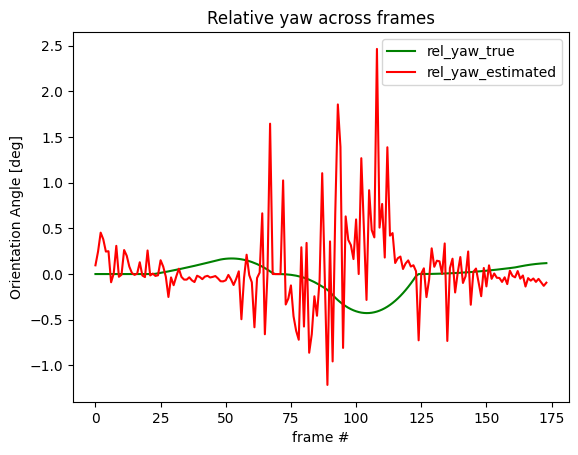 Relative yaw across frames
rel_yaw_true
rel_yaw_estimated
Orientation Angle [deg]
2.5
2.0
1.5
1.0
0.5
0.0
−0.5
−1.0
0 25 50 75 100 125 150 175
frame #